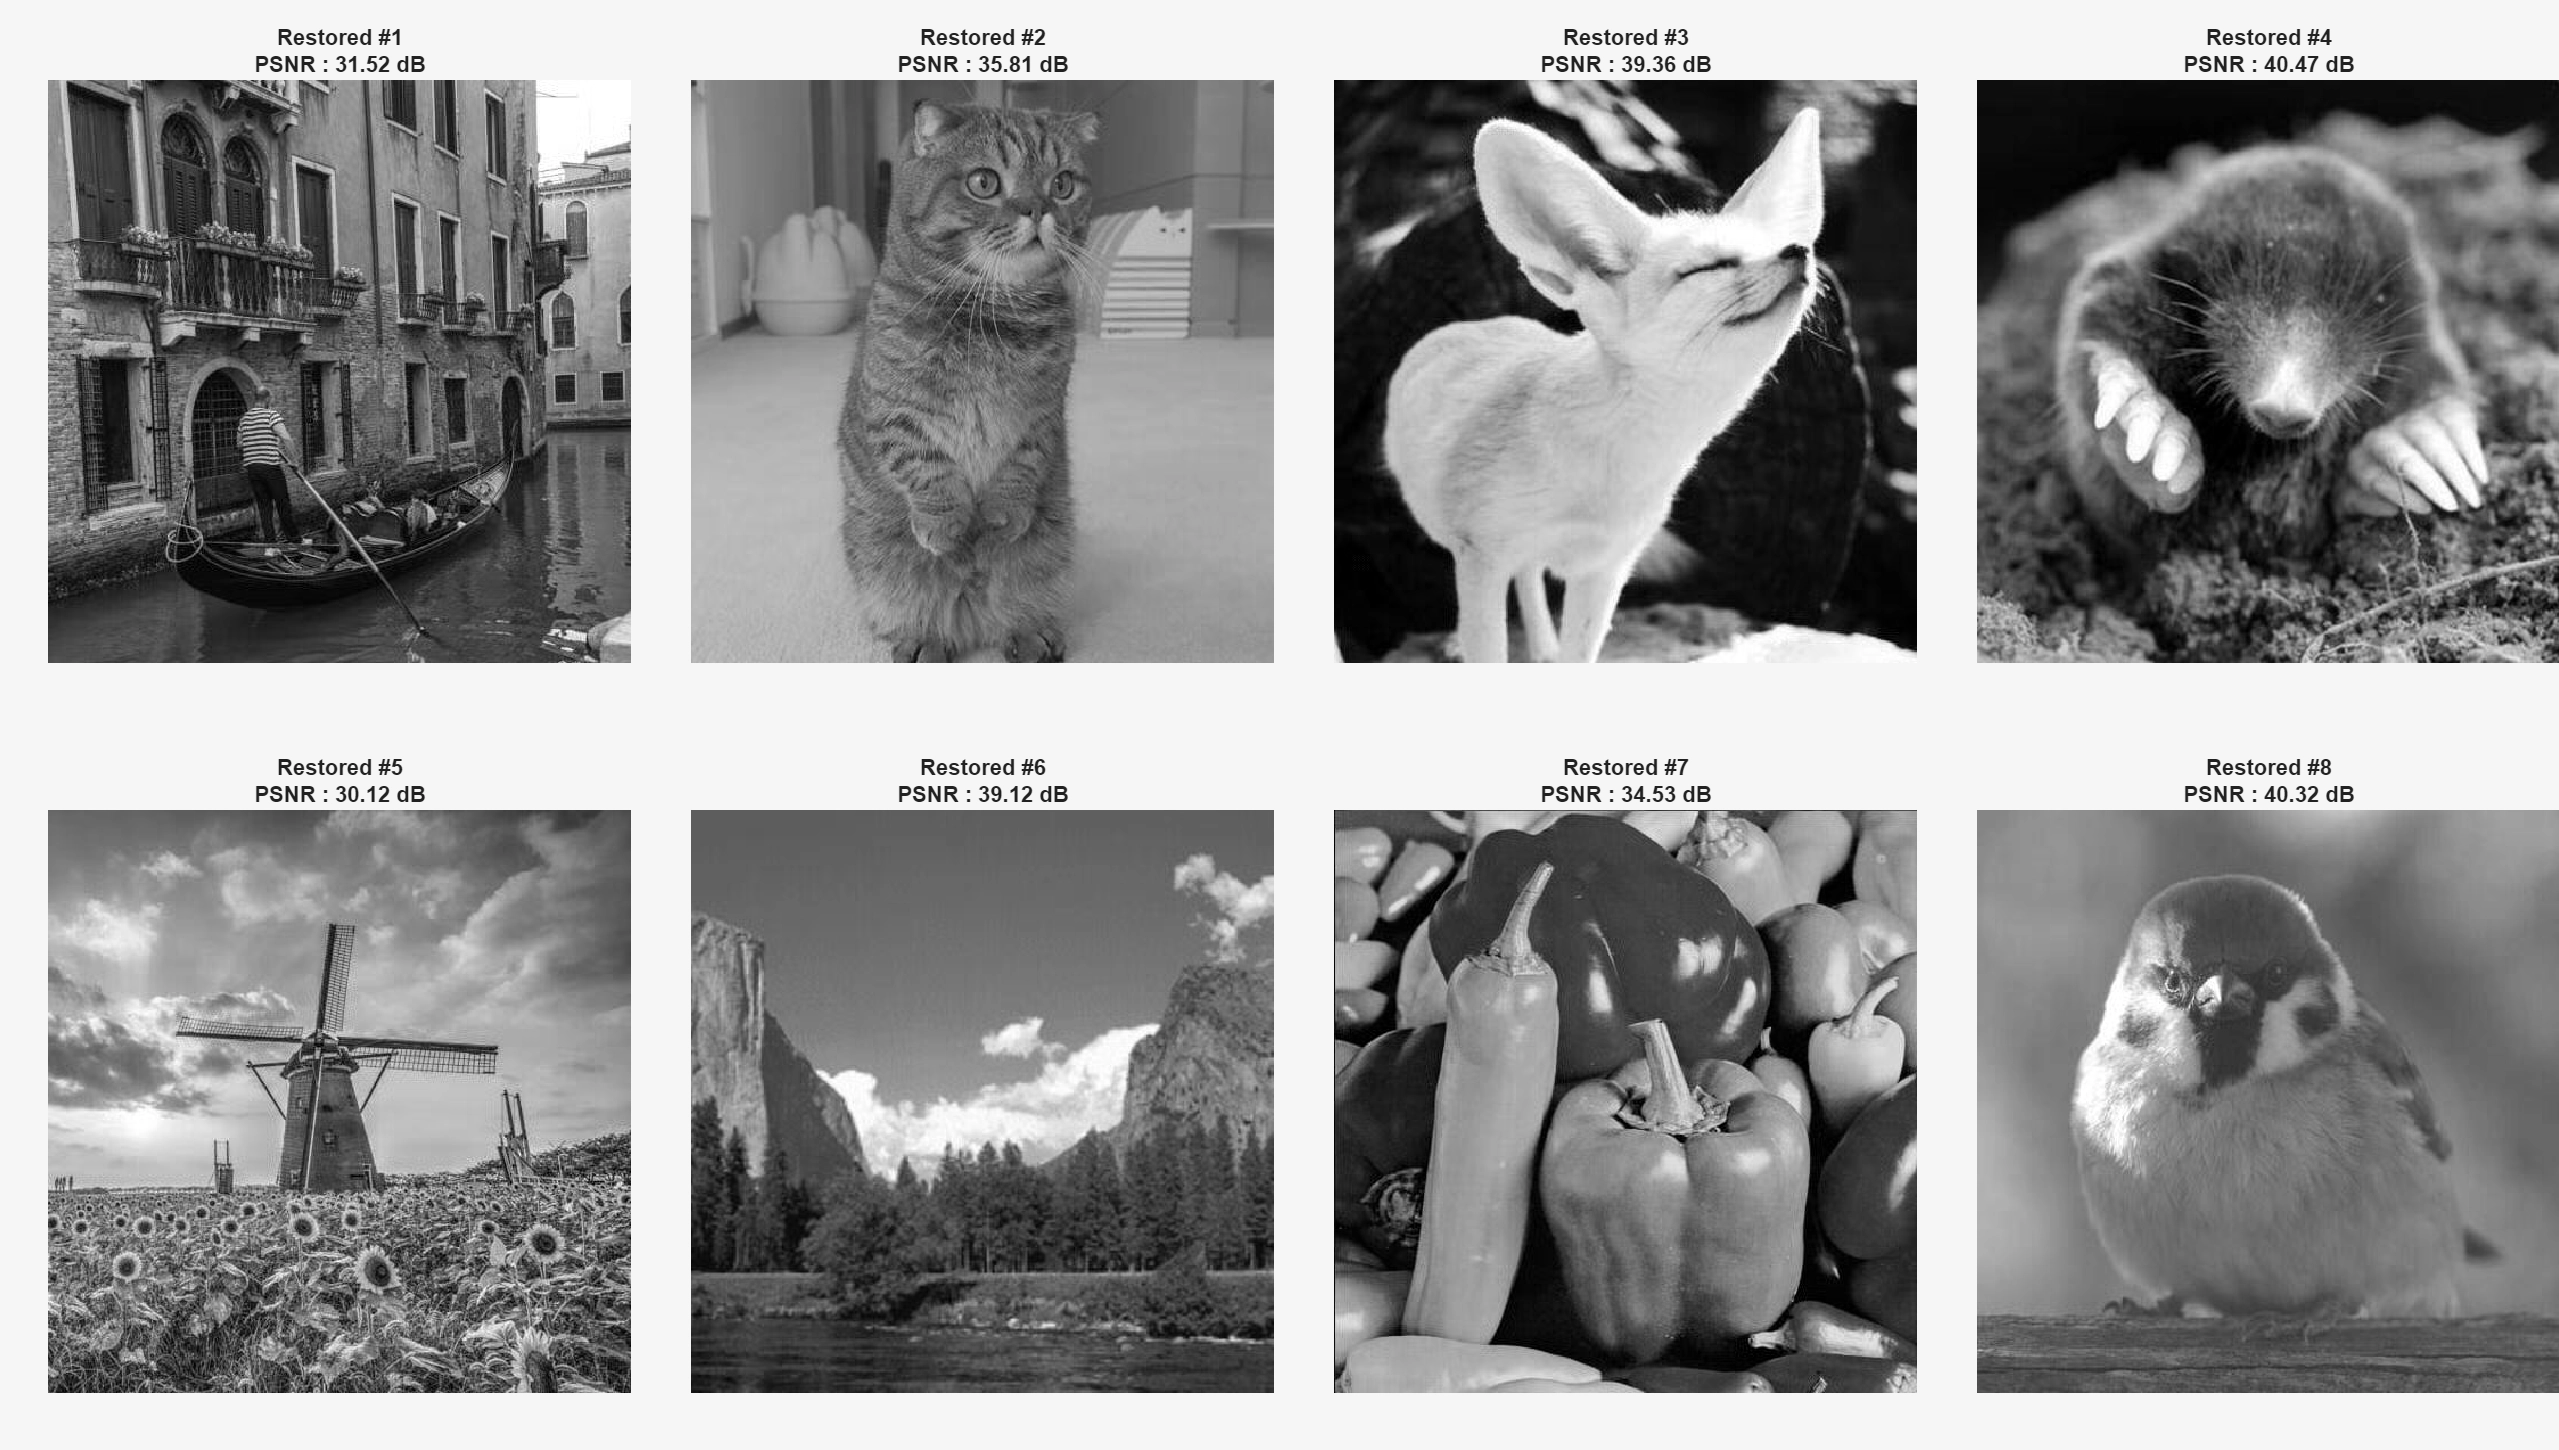 Restored #1
PSNR : 31.52 dB
Restored #2
PSNR : 35.81 dB
Restored #3
PSNR : 39.36 dB
Restored #4
PSNR : 40.47 dB
Restored #5
PSNR : 30.12 dB
Restored #6
PSNR : 39.12 dB
Restored #7
PSNR : 34.53 dB
Restored #8
PSNR : 40.32 dB